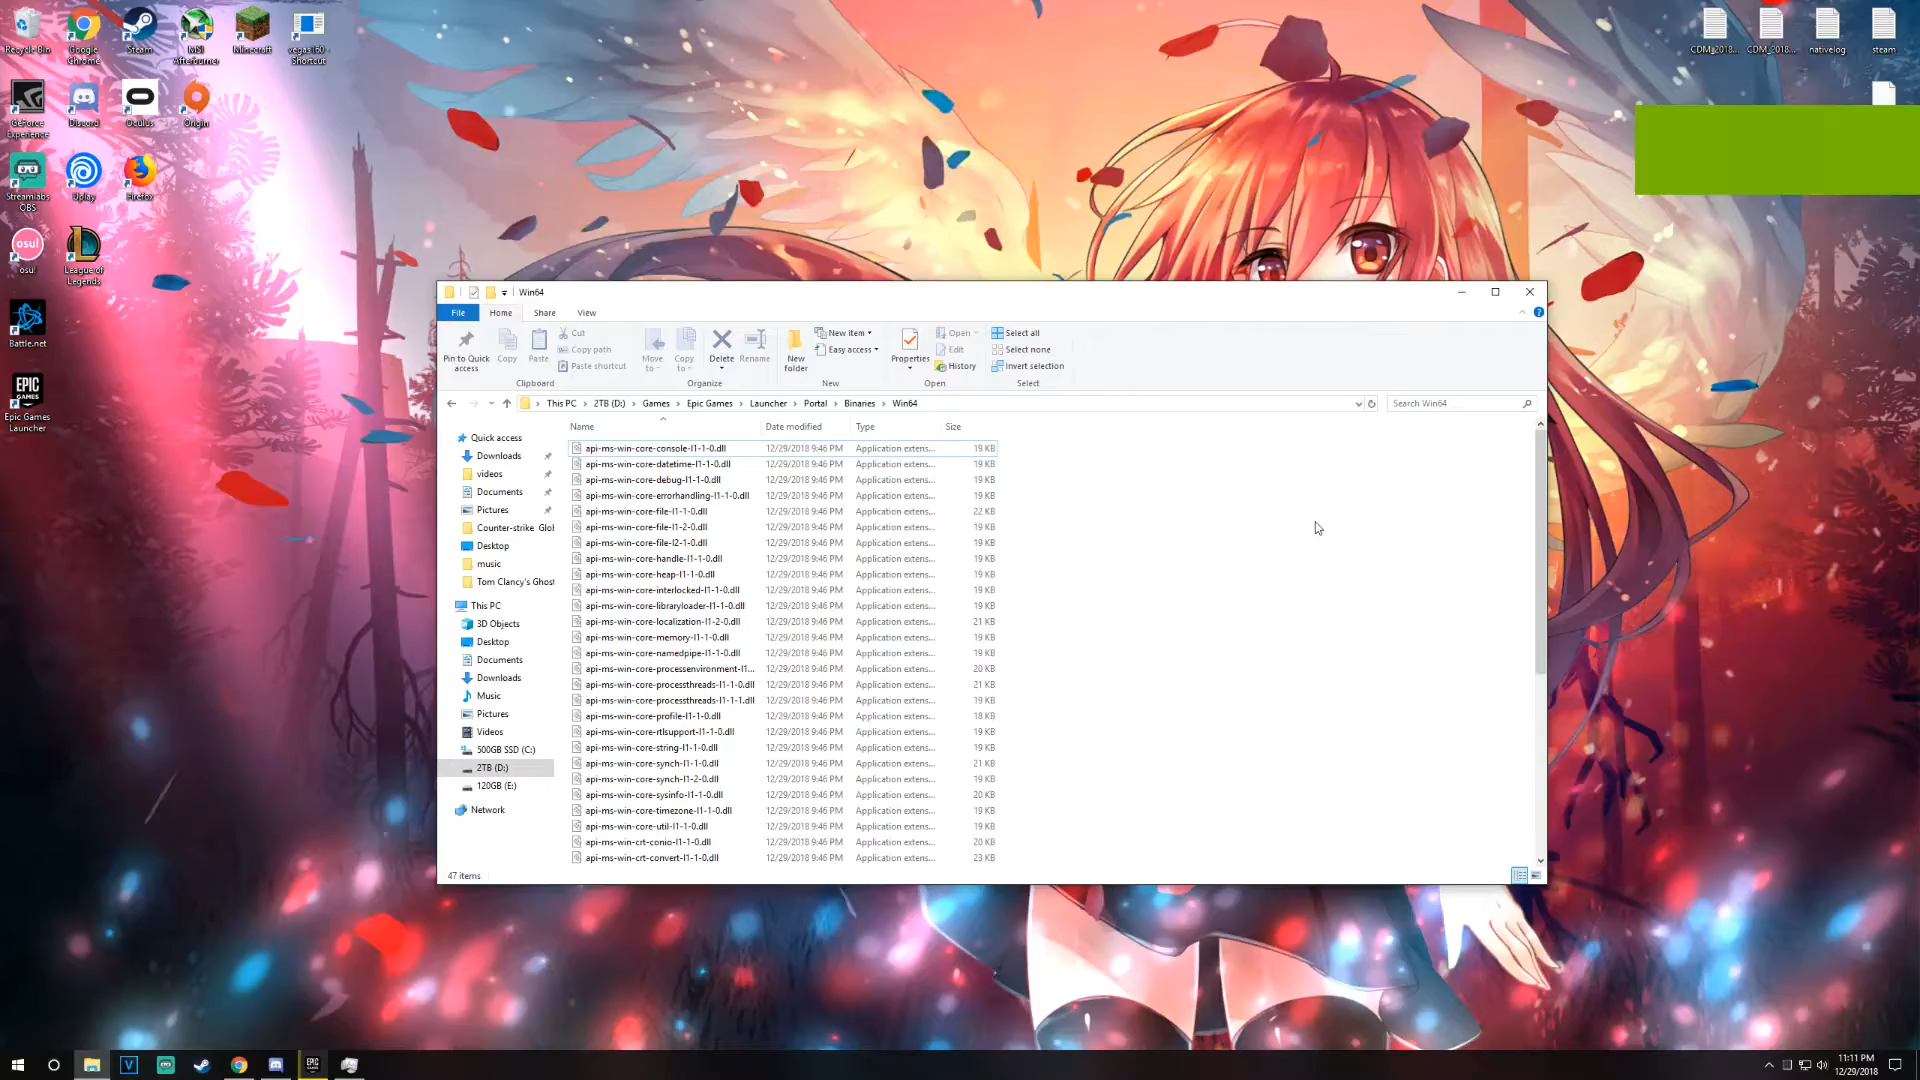 Recycle Bin
Google Chrome
Steam
MSI Afterburner
Minecraft
vegas160 - Shortcut
GeForce Experience
Discord
Oculus
Origin
Streamlabs OBS
Uplay
Firefox
osu!
osu!
League of Legends
Battle.net
EPIC GAMES
Epic Games Launcher
CDM_2018...
CDM_2018...
nativelog
steam
Win64
File
Home
Share
View
Pin to Quick access
Copy
Paste
Cut
Copy path
Paste shortcut
Clipboard
Move to
Copy to
Delete
Rename
Organize
New folder
New item
Easy access
New
Properties
Open
Edit
History
Open
Select all
Select none
Invert selection
Select
This PC > 2TB (D:) > Games > Epic Games > Launcher > Portal > Binaries > Win64
Search Win64
Quick access
Downloads
videos
Documents
Pictures
Counter-strike Glob
Desktop
music
Tom Clancy's Ghost
This PC
3D Objects
Desktop
Documents
Downloads
Music
Pictures
Videos
500GB SSD (C:)
2TB (D:)
120GB (E:)
Network
Name Date modified Type Size
api-ms-win-core-console-l1-1-0.dll 12/29/2018 9:46 PM Application extens... 19 KB
api-ms-win-core-datetime-l1-1-0.dll 12/29/2018 9:46 PM Application extens... 19 KB
api-ms-win-core-debug-l1-1-0.dll 12/29/2018 9:46 PM Application extens... 19 KB
api-ms-win-core-errorhandling-l1-1-0.dll 12/29/2018 9:46 PM Application extens... 19 KB
api-ms-win-core-file-l1-1-0.dll 12/29/2018 9:46 PM Application extens... 22 KB
api-ms-win-core-file-l1-2-0.dll 12/29/2018 9:46 PM Application extens... 19 KB
api-ms-win-core-file-l2-1-0.dll 12/29/2018 9:46 PM Application extens... 19 KB
api-ms-win-core-handle-l1-1-0.dll 12/29/2018 9:46 PM Application extens... 19 KB
api-ms-win-core-heap-l1-1-0.dll 12/29/2018 9:46 PM Application extens... 19 KB
api-ms-win-core-interlocked-l1-1-0.dll 12/29/2018 9:46 PM Application extens... 19 KB
api-ms-win-core-libraryloader-l1-1-0.dll 12/29/2018 9:46 PM Application extens... 19 KB
api-ms-win-core-localization-l1-2-0.dll 12/29/2018 9:46 PM Application extens... 21 KB
api-ms-win-core-memory-l1-1-0.dll 12/29/2018 9:46 PM Application extens... 19 KB
api-ms-win-core-namedpipe-l1-1-0.dll 12/29/2018 9:46 PM Application extens... 19 KB
api-ms-win-core-processenvironment-l1... 12/29/2018 9:46 PM Application extens... 20 KB
api-ms-win-core-processthreads-l1-1-0.dll 12/29/2018 9:46 PM Application extens... 21 KB
api-ms-win-core-processthreads-l1-1-1.dll 12/29/2018 9:46 PM Application extens... 19 KB
api-ms-win-core-profile-l1-1-0.dll 12/29/2018 9:46 PM Application extens... 18 KB
api-ms-win-core-rtlsupport-l1-1-0.dll 12/29/2018 9:46 PM Application extens... 19 KB
api-ms-win-core-string-l1-1-0.dll 12/29/2018 9:46 PM Application extens... 19 KB
api-ms-win-core-synch-l1-1-0.dll 12/29/2018 9:46 PM Application extens... 21 KB
api-ms-win-core-synch-l1-2-0.dll 12/29/2018 9:46 PM Application extens... 19 KB
api-ms-win-core-sysinfo-l1-1-0.dll 12/29/2018 9:46 PM Application extens... 20 KB
api-ms-win-core-timezone-l1-1-0.dll 12/29/2018 9:46 PM Application extens... 19 KB
api-ms-win-core-util-l1-1-0.dll 12/29/2018 9:46 PM Application extens... 19 KB
api-ms-win-crt-conio-l1-1-0.dll 12/29/2018 9:46 PM Application extens... 20 KB
api-ms-win-crt-convert-l1-1-0.dll 12/29/2018 9:46 PM Application extens... 23 KB
47 items
EPIC GAMES
11:11 PM
12/29/2018